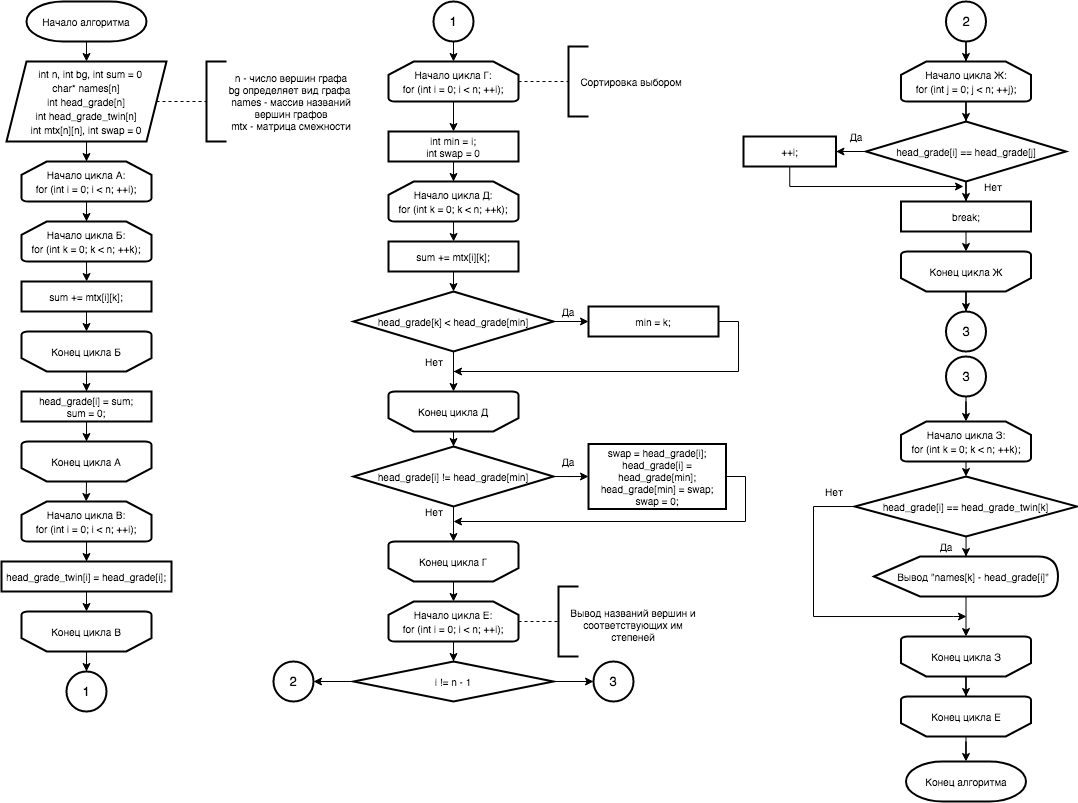 Начало алгоритма
int n, int bg, int sum = 0
char* names[n]
int head_grade[n]
int head_grade_twin[n]
int mtx[n][n], int swap = 0
n - число вершин графа
bg определяет вид графа
names - массив названий
вершин графов
mtx - матрица смежности
Начало цикла А:
for (int i = 0; i < n; ++i);
Начало цикла Б:
for (int k = 0; k < n; ++k);
sum += mtx[i][k];
Конец цикла Б
head_grade[i] = sum;
sum = 0;
Конец цикла А
Начало цикла В:
for (int i = 0; i < n; ++i);
head_grade_twin[i] = head_grade[i];
Конец цикла В
1
1
Начало цикла Г:
for (int i = 0; i < n; ++i);
Сортировка выбором
int min = i;
int swap = 0
Начало цикла Д:
for (int k = 0; k < n; ++k);
sum += mtx[i][k];
head_grade[k] < head_grade[min]
Да
min = k;
Нет
Конец цикла Д
head_grade[i] != head_grade[min]
Да
swap = head_grade[i];
head_grade[i] =
head_grade[min];
head_grade[min] = swap;
swap = 0;
Нет
Конец цикла Г
Начало цикла Е:
for (int i = 0; i < n; ++i);
Вывод названий вершин и
соответствующих им
степеней
i != n - 1
2
3
2
Начало цикла Ж:
for (int j = 0; j < n; ++j);
head_grade[i] == head_grade[j]
Да
++i;
Нет
break;
Конец цикла Ж
3
3
Начало цикла З:
for (int k = 0; k < n; ++k);
Нет
head_grade[i] == head_grade_twin[k]
Да
Вывод "names[k] - head_grade[i]"
Конец цикла З
Конец цикла Е
Конец алгоритма